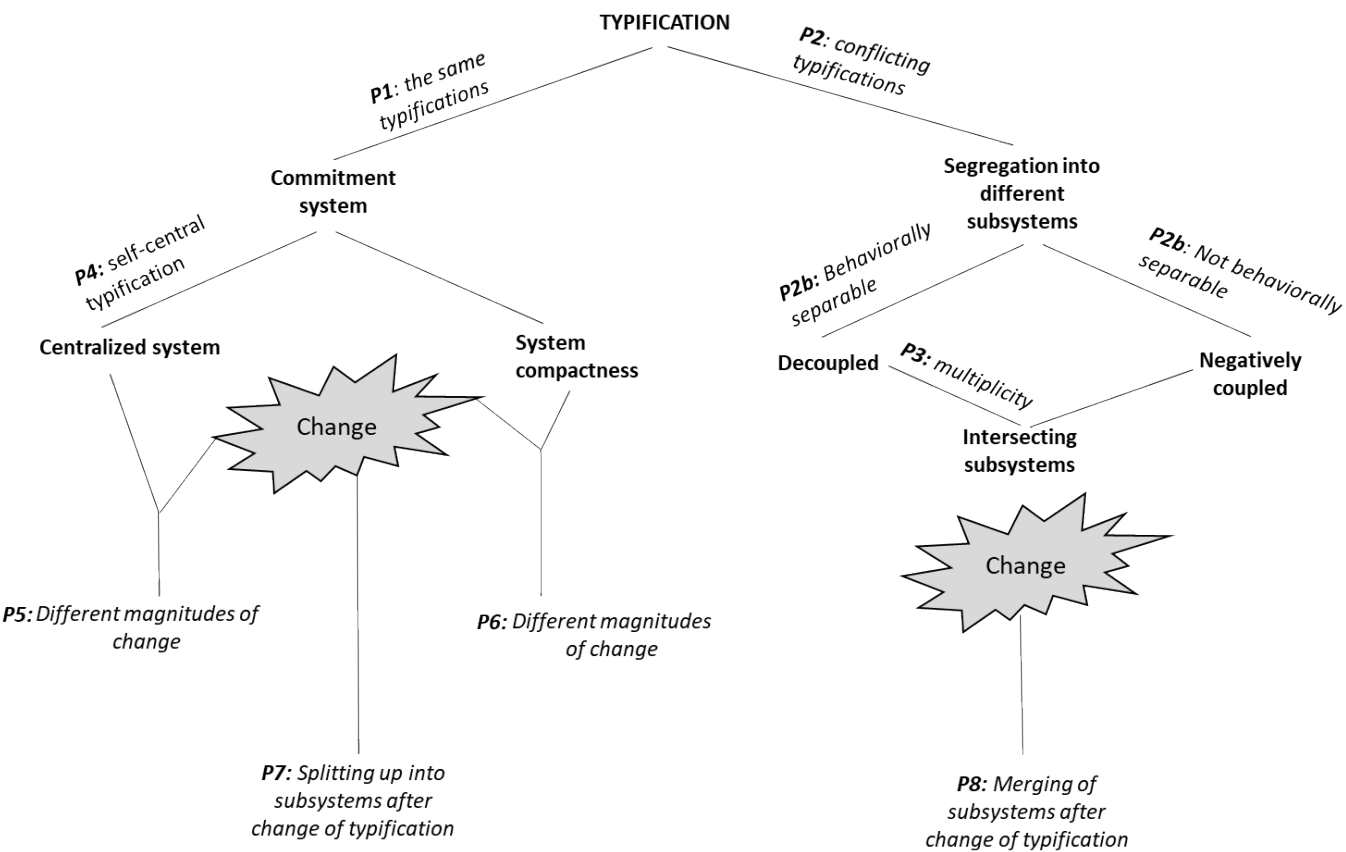 TYPIFICATION
P1: the same
typifications
P2: conflicting
typifications
Commitment
system
Segregation into
different
subsystems
P4: self-central
typification
P2b: Behaviorally
separable
P2b: Not behaviorally
separable
Centralized system
System
compactness
Decoupled
P3: multiplicity
Negatively
coupled
Change
Intersecting
subsystems
Change
P5: Different magnitudes of
change
P6: Different magnitudes
of change
P7: Splitting up into
subsystems after
change of typification
P8: Merging of
subsystems after
change of typification